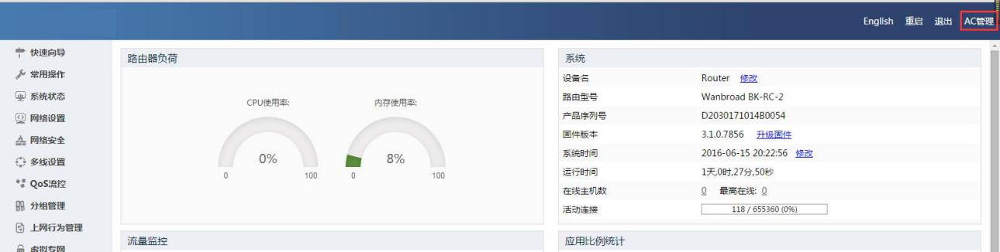 English 重启 退出 AC管理
快速向导
常用操作
系统状态
网络设置
网络安全
多线设置
QoS流控
分组管理
上网行为管理
虚拟专网
路由器负荷
CPU使用率: 内存使用率:
0% 8%
0 100 0 100
流量监控
系统
设备名 Router 修改
路由型号 Wanbroad BK-RC-2
产品序列号 D2030171014B0054
固件版本 3.1.0.7856 升级固件
系统时间 2016-06-15 20:22:56 修改
运行时间 1天,0时,27分,50秒
在线主机数 0 最高在线: 0
活动连接 118 / 655360 (0%)
应用比例统计